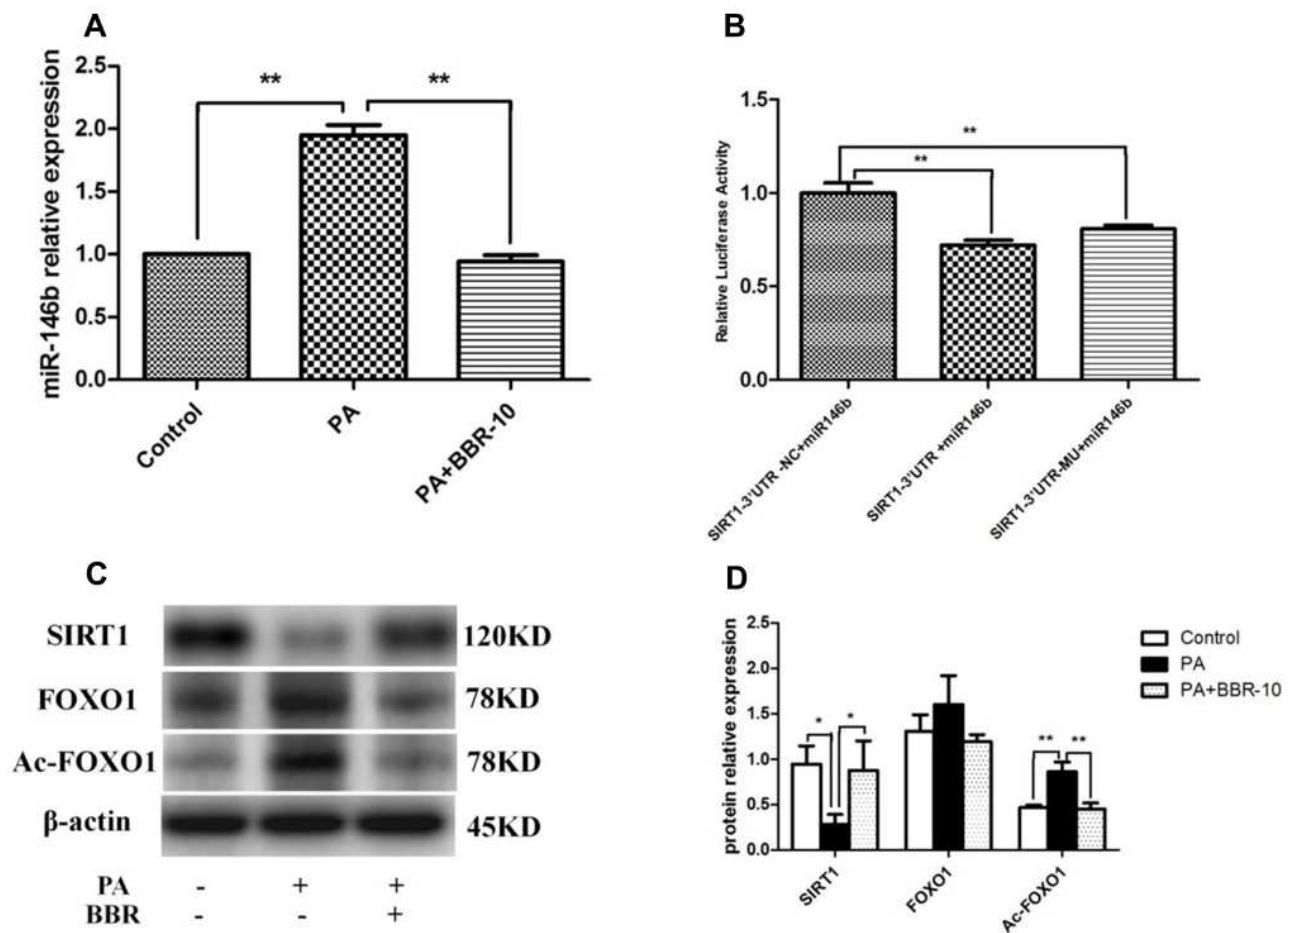 A
miR-146b relative expression
2.5
2.0
1.5
1.0
0.5
0.0
**
**
Control
PA
PA+BBR-10
B
Relative Luciferase Activity
1.5
1.0
0.5
0.0
**
**
SIRT1-3'UTR -NC+miR146b
SIRT1-3'UTR +miR146b
SIRT1-3'UTR-MU+miR146b
C
SIRT1 120KD
FOXO1 78KD
Ac-FOXO1 78KD
β-actin 45KD
PA - + +
BBR - - +
D
protein relative expression
2.5
2.0
1.5
1.0
0.5
0.0
* *
** **
SIRT1
FOXO1
Ac-FOXO1
Control
PA
PA+BBR-10